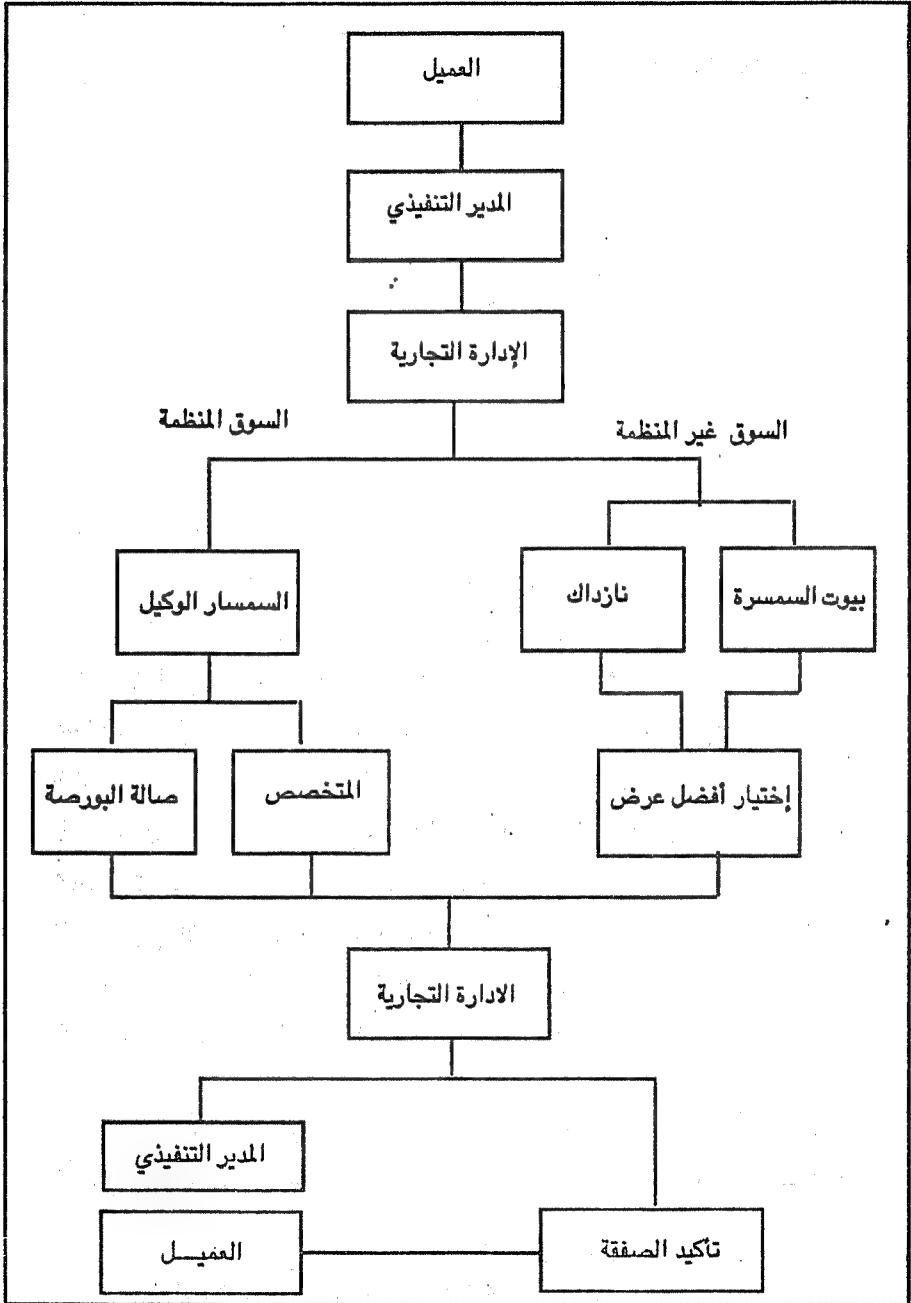 العميل
المدير التنفيذي
الإدارة التجارية
السوق غير المنظمة
السوق المنظمة
بيوت السمسرة
نازداك
السمسار الوكيل
إختيار أفضل عرض
المتخصص
صالة البورصة
الادارة التجارية
المدير التنفيذي
تأكيد الصفقة
العميــل